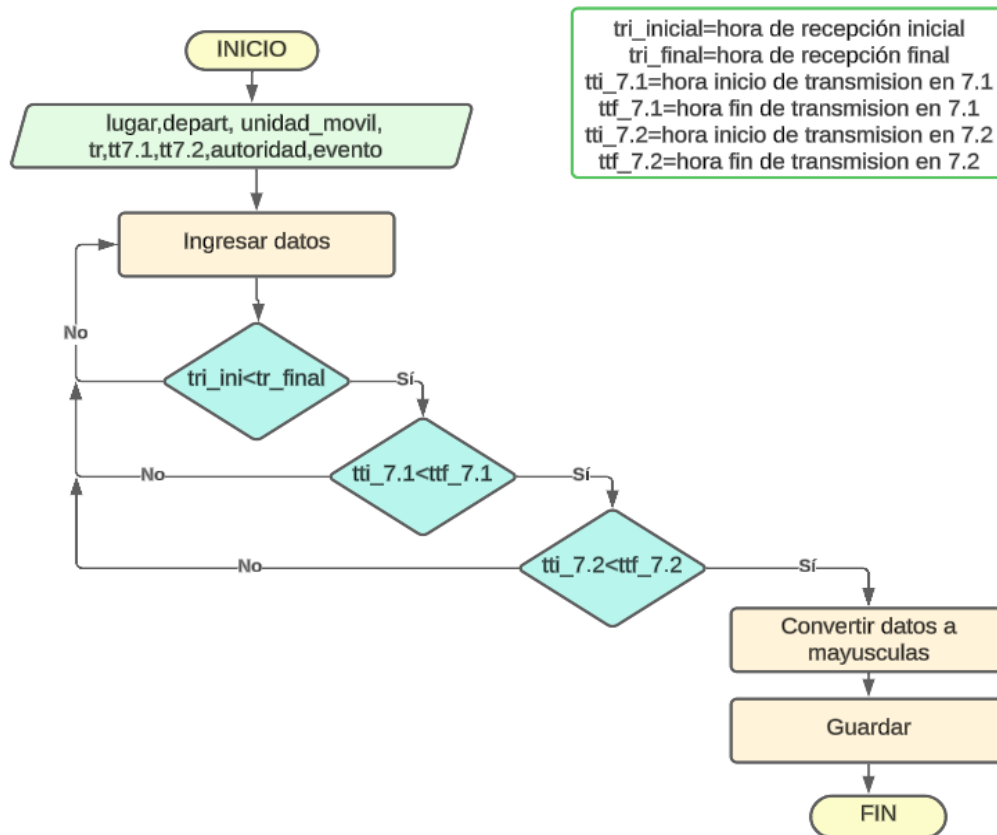 INICIO
lugar,depart, unidad_movil,
tr,tt7.1,tt7.2,autoridad,evento
Ingresar datos
No
tri_ini<tr_final
Sí
tti_7.1<ttf_7.1
No
Sí
tti_7.2<ttf_7.2
No
Sí
Convertir datos a
mayusculas
Guardar
FIN
tri_inicial=hora de recepción inicial
tri_final=hora de recepción final
tti_7.1=hora inicio de transmision en 7.1
ttf_7.1=hora fin de transmision en 7.1
tti_7.2=hora inicio de transmision en 7.2
ttf_7.2=hora fin de transmision en 7.2